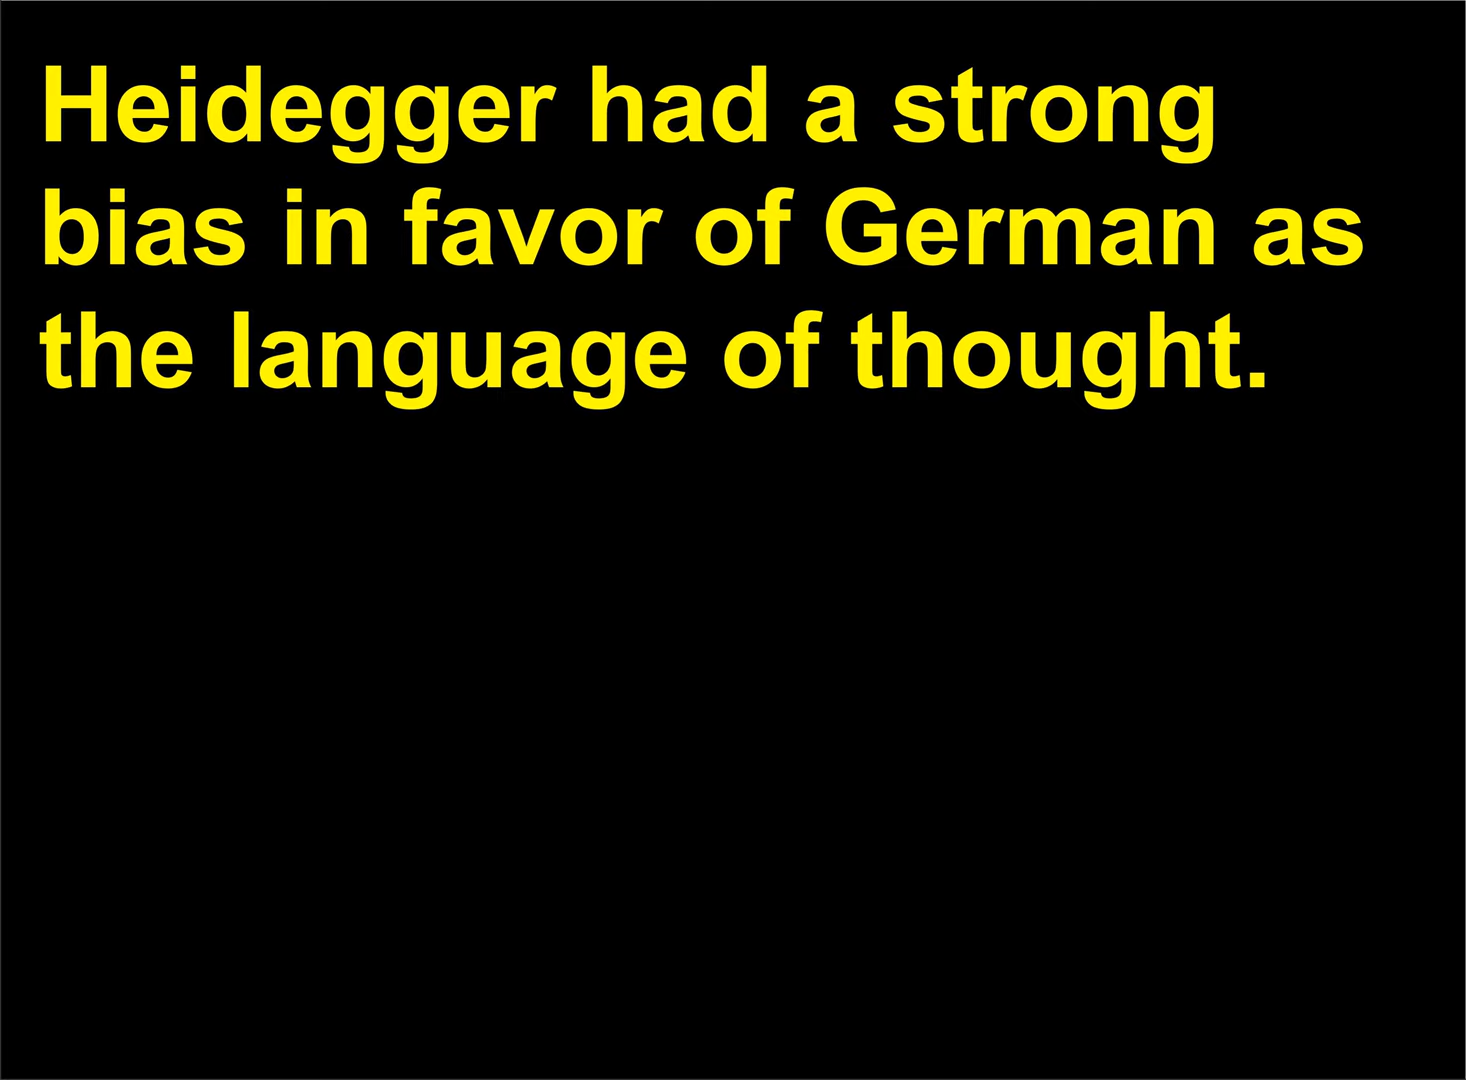 Heidegger had a strong
bias in favor of German as
the language of thought.